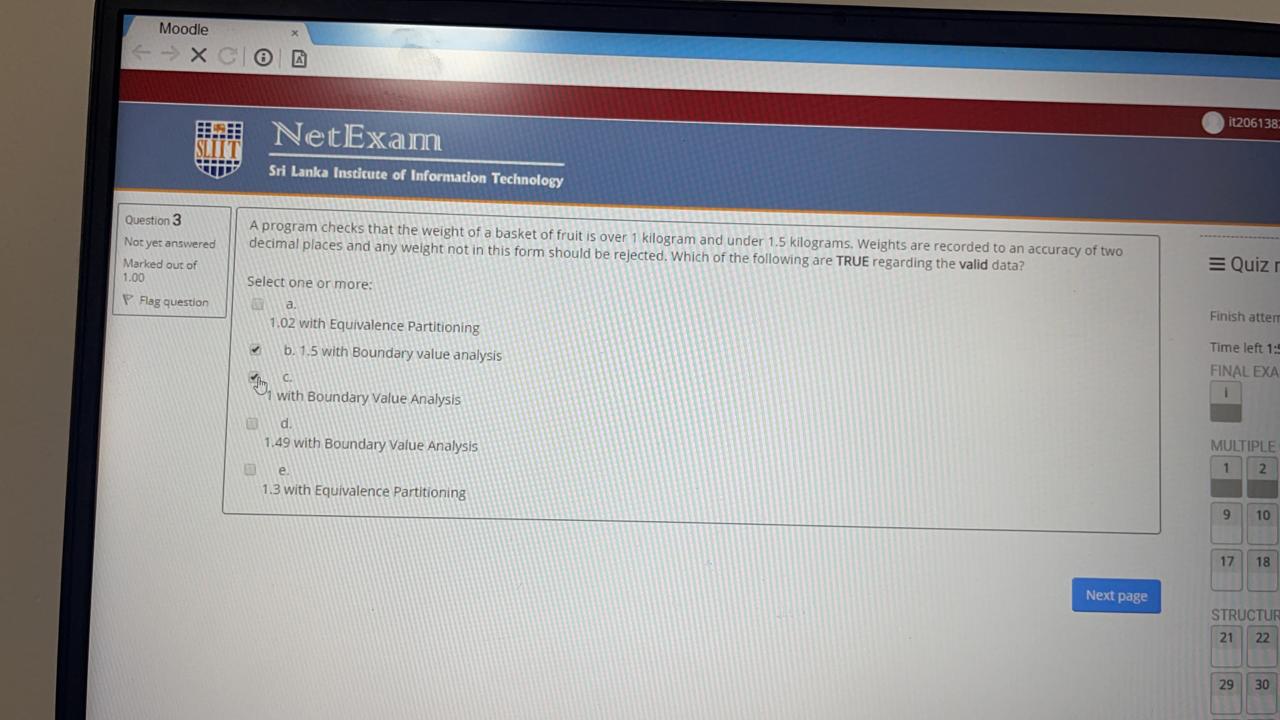 Moodle
SLIIT
NetExam
Sri Lanka Institute of Information Technology
Question 3
Not yet answered
Marked out of
1.00
Flag question
A program checks that the weight of a basket of fruit is over 1 kilogram and under 1.5 kilograms. Weights are recorded to an accuracy of two
decimal places and any weight not in this form should be rejected. Which of the following are TRUE regarding the valid data?
Select one or more:
a.
1.02 with Equivalence Partitioning
b. 1.5 with Boundary value analysis
c.
1 with Boundary Value Analysis
d.
1.49 with Boundary Value Analysis
e.
1.3 with Equivalence Partitioning
Next page
it206138
Quiz
Finish
Time left
FINAL
i
MULTIPLE
1 2
9 10
17 18
21 22
29 30